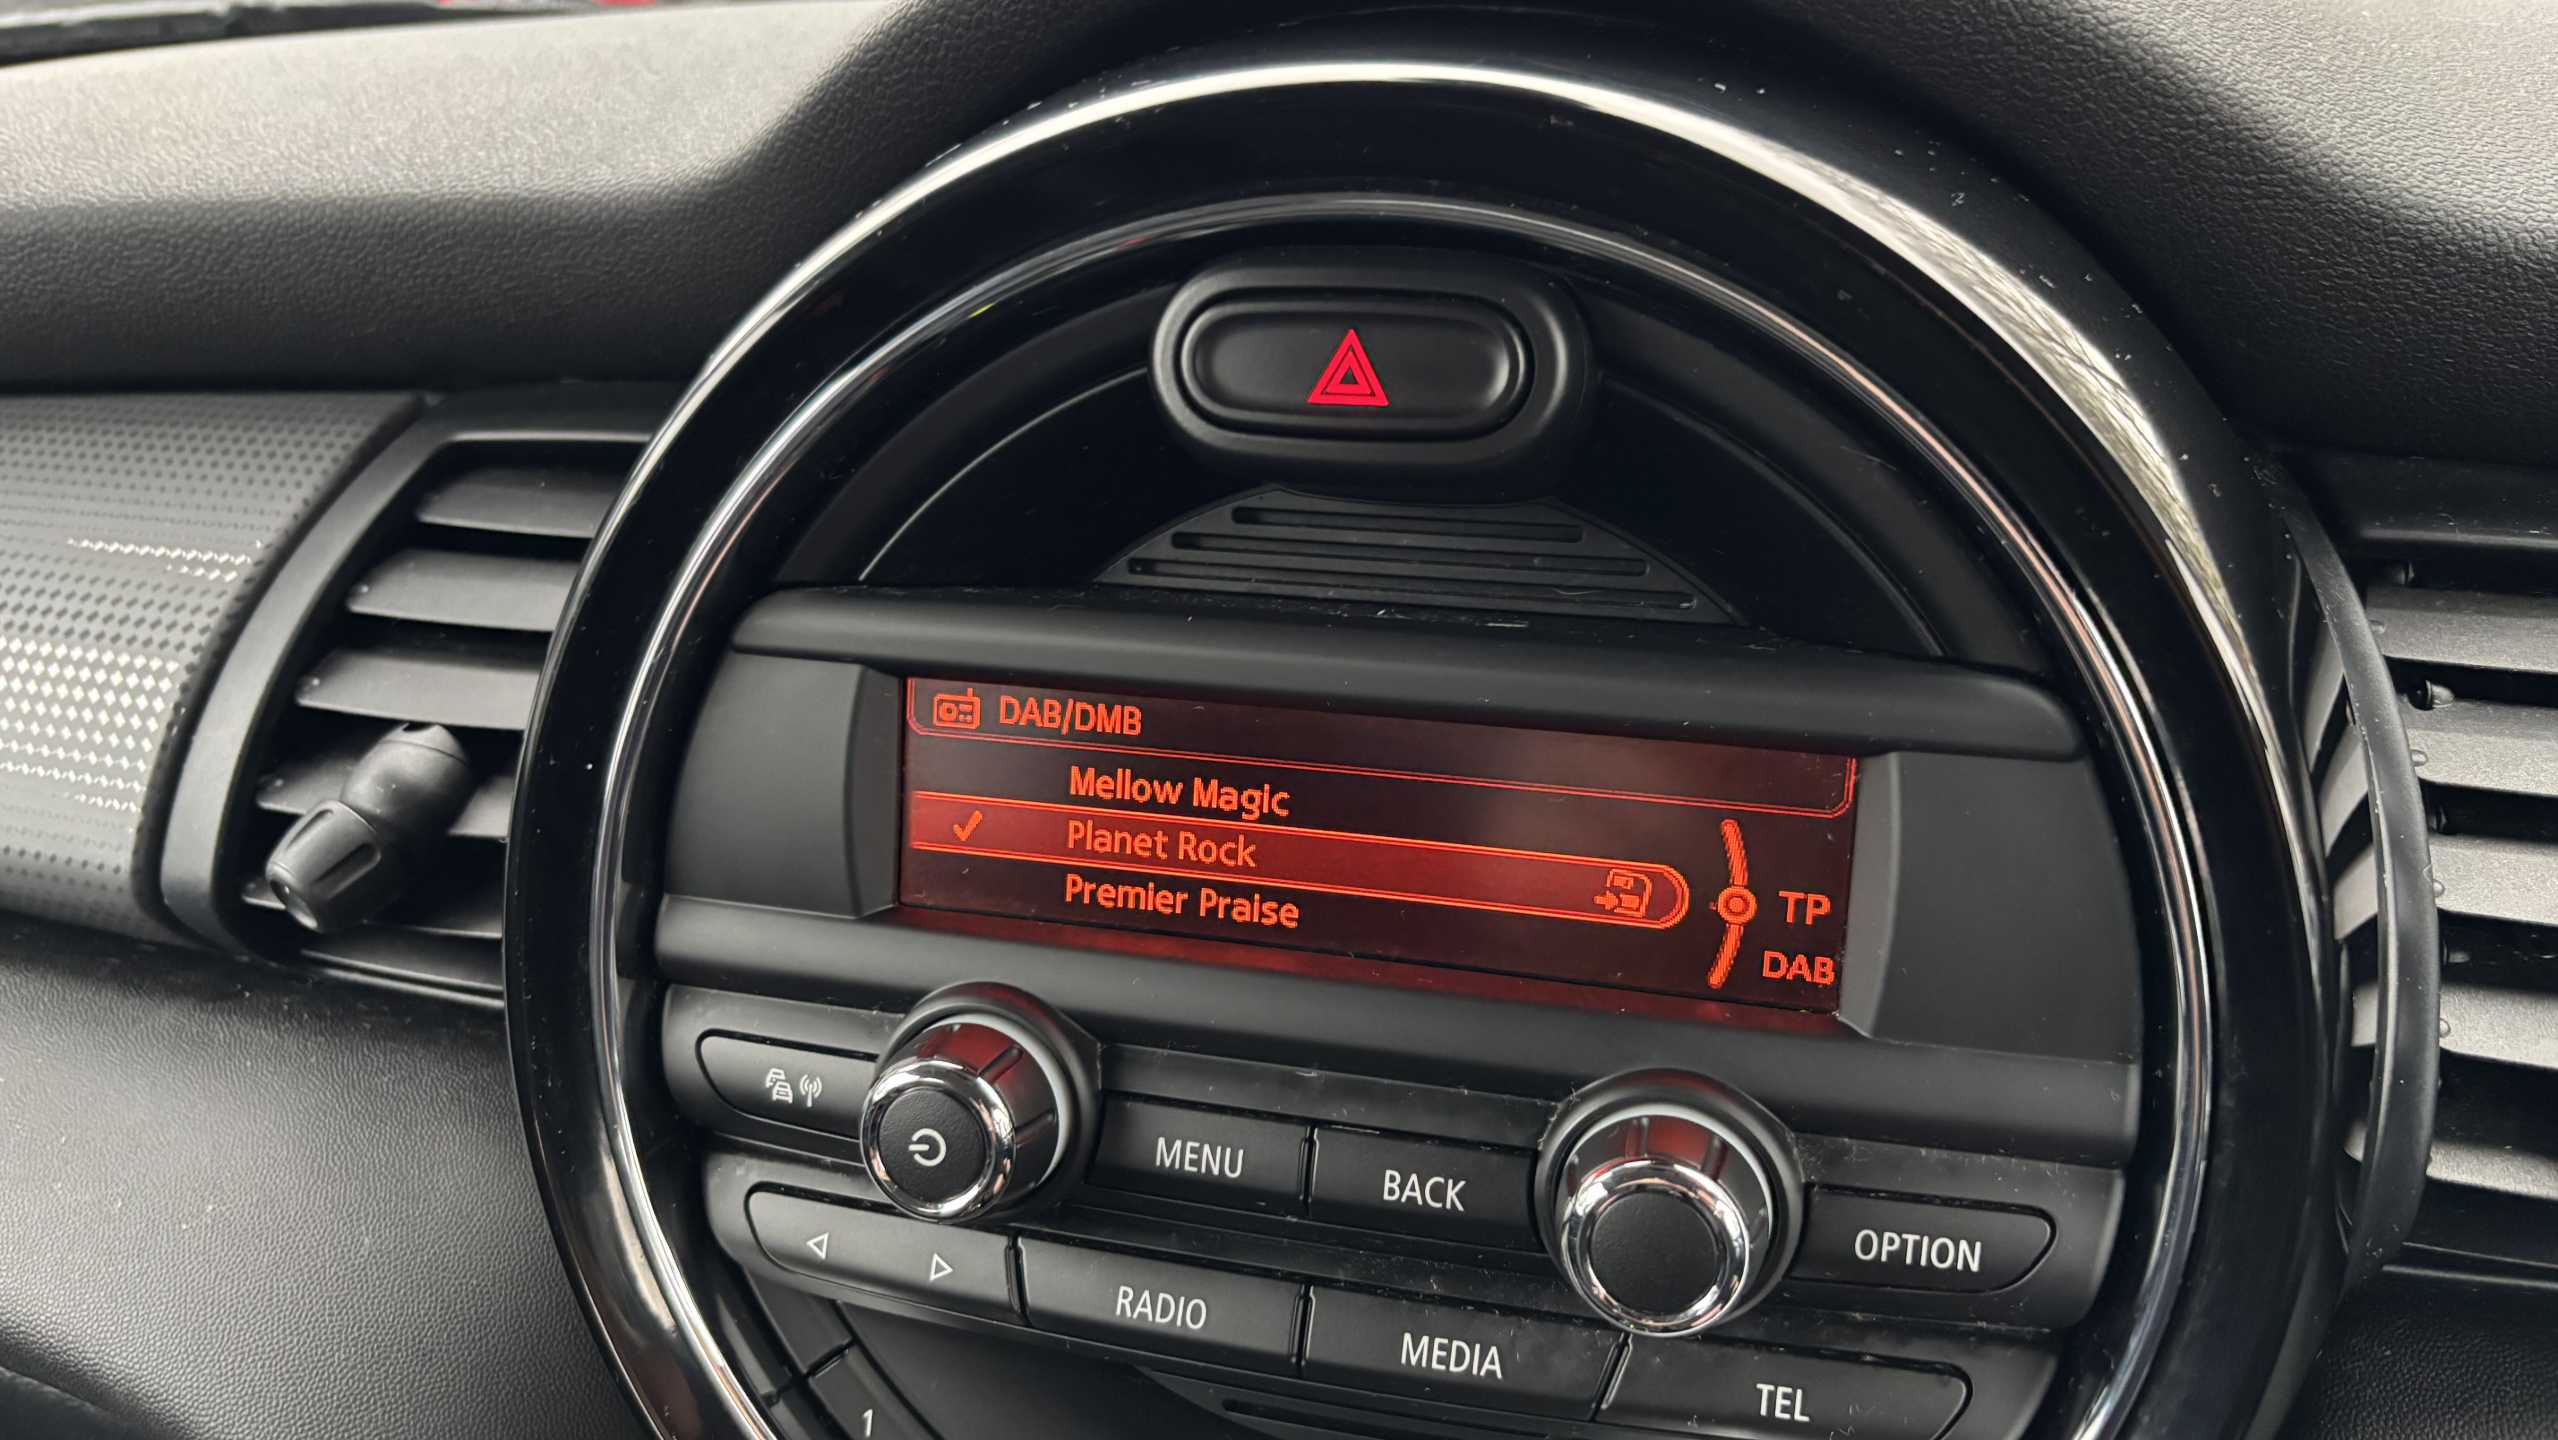 DAB/DMB
Mellow Magic
Planet Rock
Premier Praise
TP
DAB
MENU
BACK
OPTION
RADIO
MEDIA
TEL
1